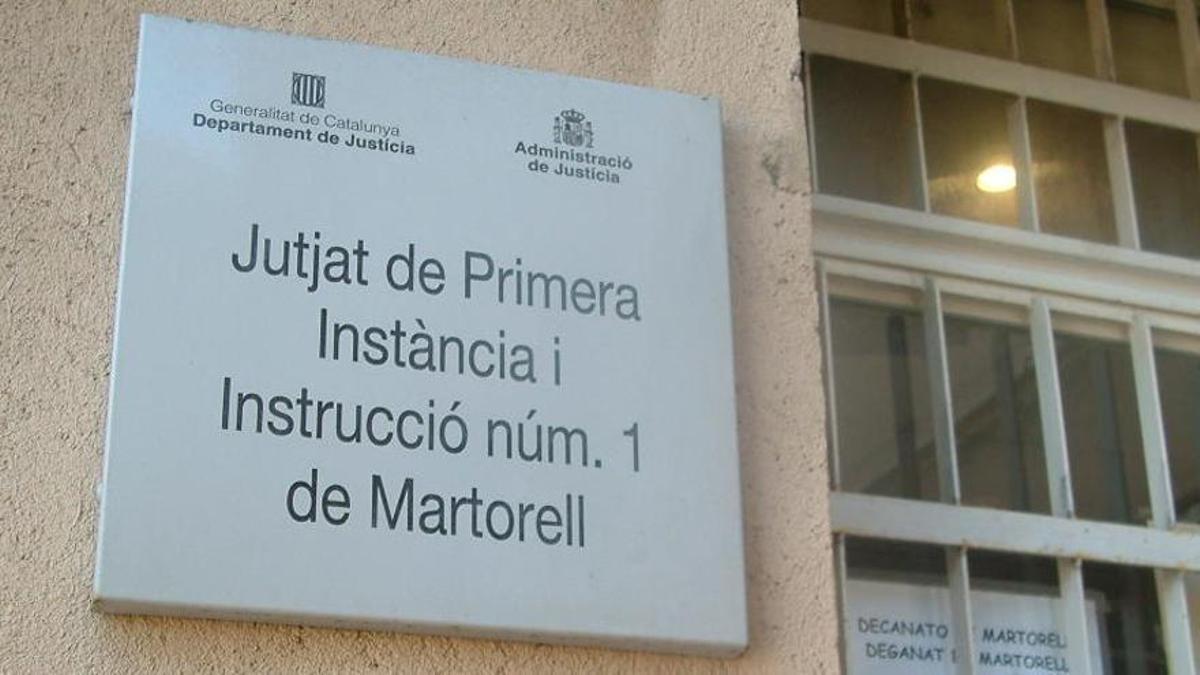 Generalitat de Catalunya
Departament de Justícia
Administració
de Justícia
Jutjat de Primera
Instància i
Instrucció núm. 1
de Martorell
DECANATO MARTORELL
DEGANAT MARTORELL